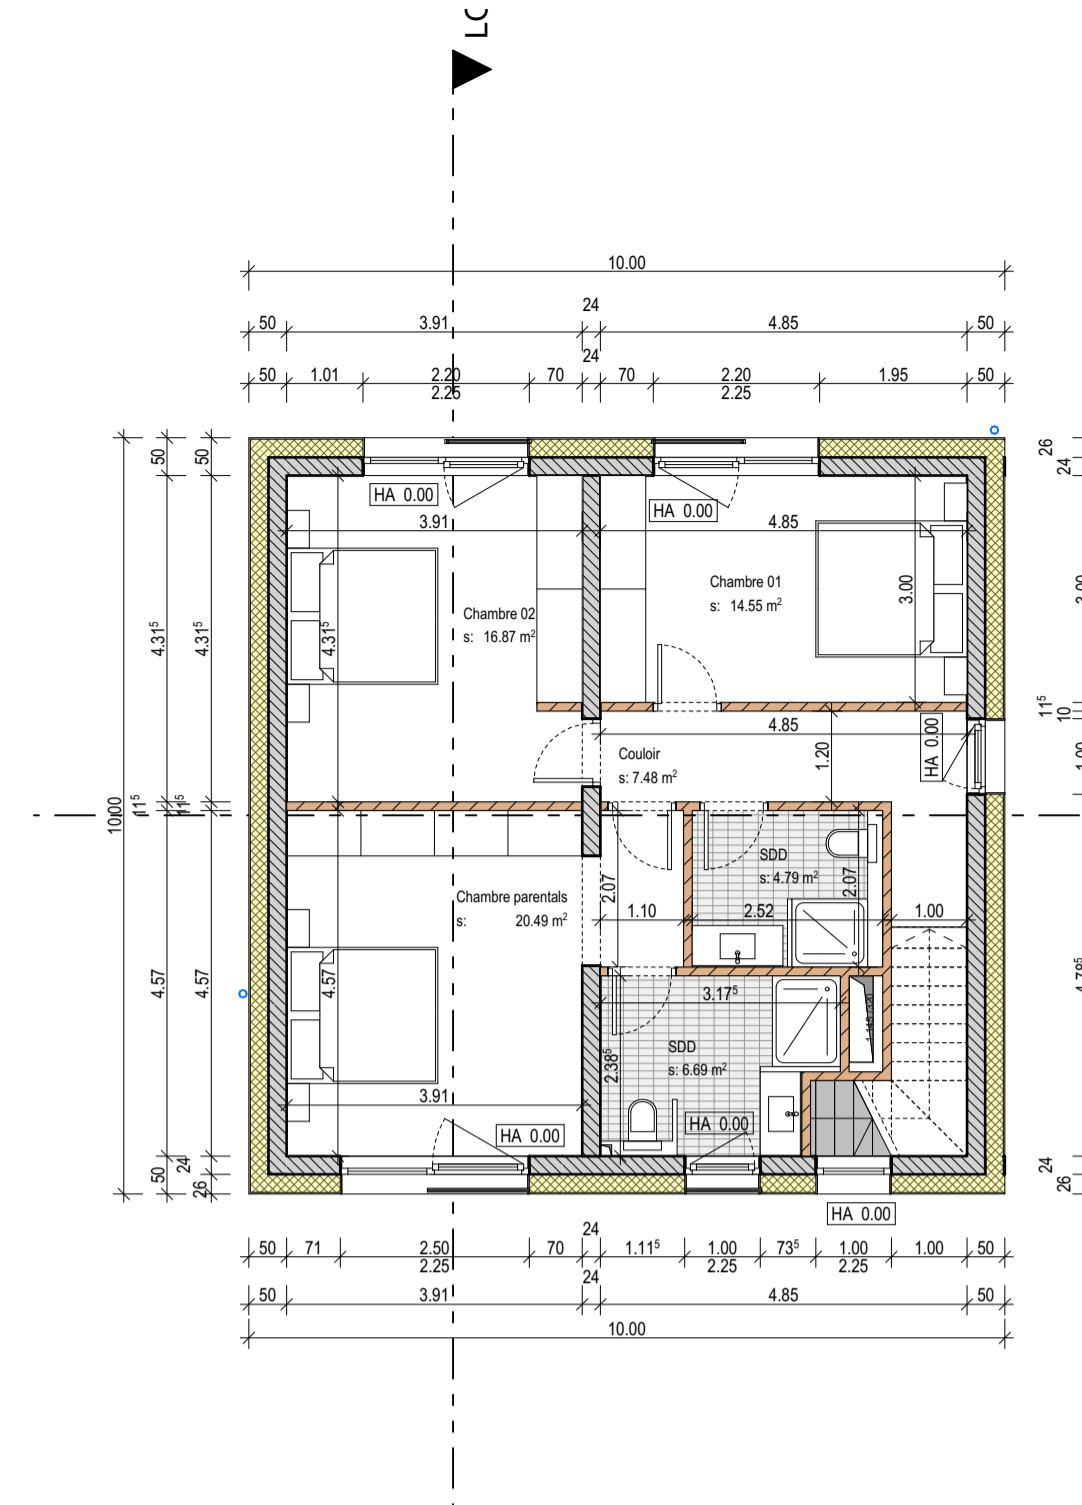 LC
10.00
24
50 3.91 4.85 50
24
50 1.01 2.20 70 70 2.20 1.95 50
2.25 2.25
HA 0.00
HA 0.00
3.91 4.85
50 50
26
24
Chambre 01
s: 14.55 m²
3.00
3.00
Chambre 02
s: 16.87 m²
4.31⁵ 4.31⁵ 4.31⁵
4.85
Couloir
s: 7.48 m²
1.20
HA 0.00
11⁵
10
1.00
10.00
11⁵ 11⁵
SDD
s: 4.79 m²
2.07 2.07
Chambre parentals
s: 20.49 m²
1.10 2.52 1.00
4.57 4.57 4.57
3.17⁵
4.78⁵
SDD
s: 6.69 m²
2.38⁵
3.91
HA 0.00
HA 0.00
50 24
26
24
26
HA 0.00
24
50 71 2.50 70 1.11⁵ 1.00 73⁵ 1.00 1.00 50
2.25 2.25 2.25
24
50 3.91 4.85 50
10.00